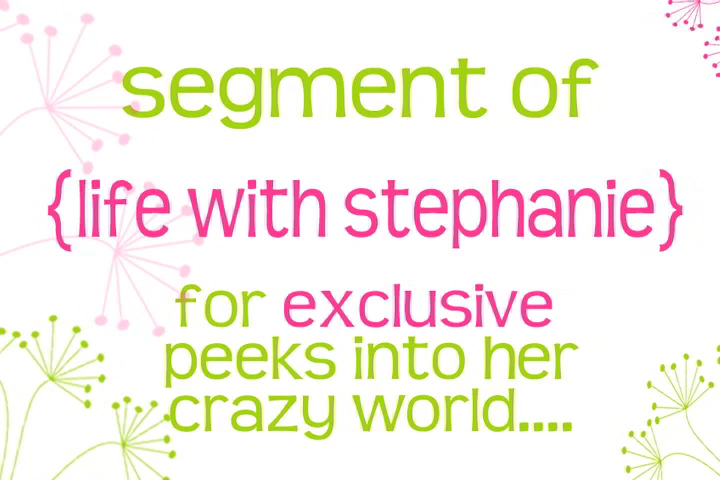 segment of
{life with stephanie}
for exclusive
peeks into her
crazy world....